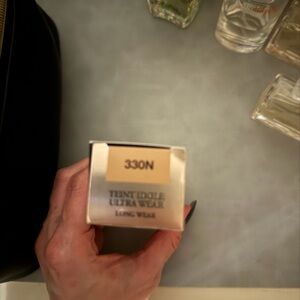 330N
TEINT IDOLE
ULTRA WEAR
LONG WEAR